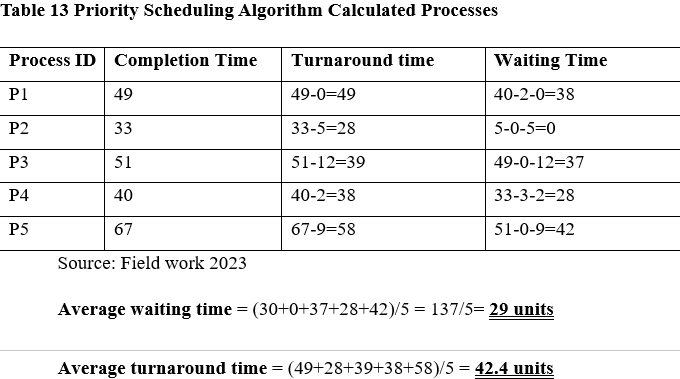 Table 13 Priority Scheduling Algorithm Calculated Processes
Process ID Completion Time Turnaround time Waiting Time
P1 49 49-0=49 40-2-0=38
P2 33 33-5=28 5-0-5=0
P3 51 51-12=39 49-0-12=37
P4 40 40-2=38 33-3-2=28
P5 67 67-9=58 51-0-9=42
Source: Field work 2023
Average waiting time = (30+0+37+28+42)/5 = 137/5= 29 units
Average turnaround time = (49+28+39+38+58)/5 = 42.4 units